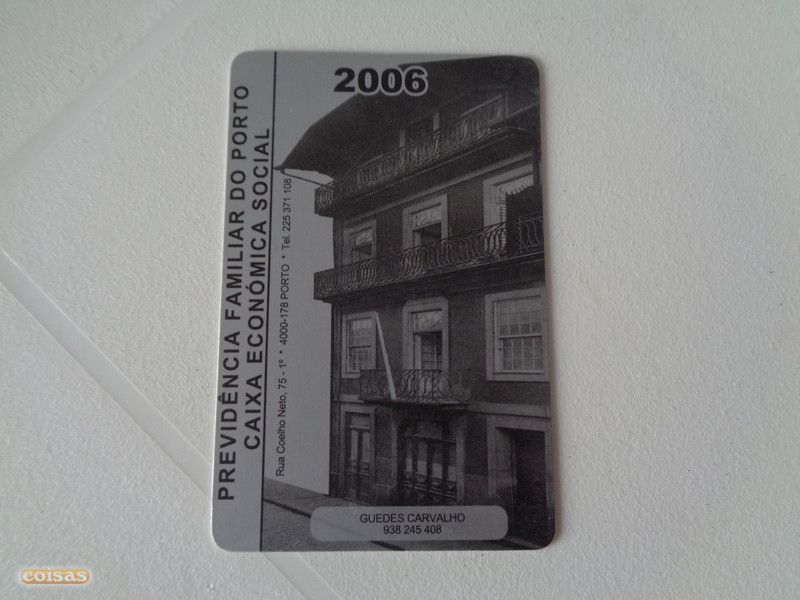 2006
PREVIDÊNCIA FAMILIAR DO PORTO
CAIXA ECONÓMICA SOCIAL
Rua Coelho Neto, 75 - 1º * 4000-178 PORTO * Tel. 225 371 108
GUEDES CARVALHO
938 245 408
coisas